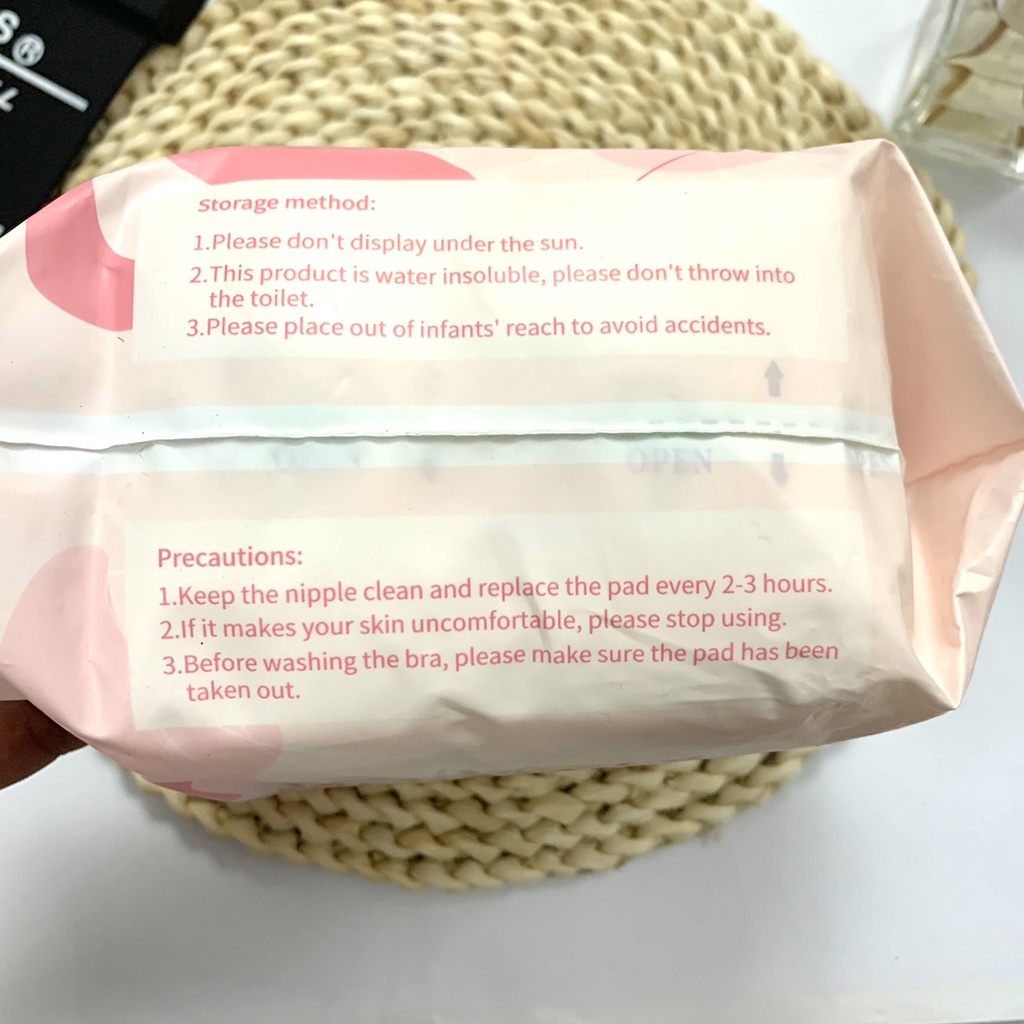 S®
Storage method:
1.Please don't display under the sun.
2.This product is water insoluble, please don't throw into
the toilet.
3.Please place out of infants' reach to avoid accidents.
OPEN
Precautions:
1.Keep the nipple clean and replace the pad every 2-3 hours.
2.If it makes your skin uncomfortable, please stop using.
3.Before washing the bra, please make sure the pad has been
taken out.